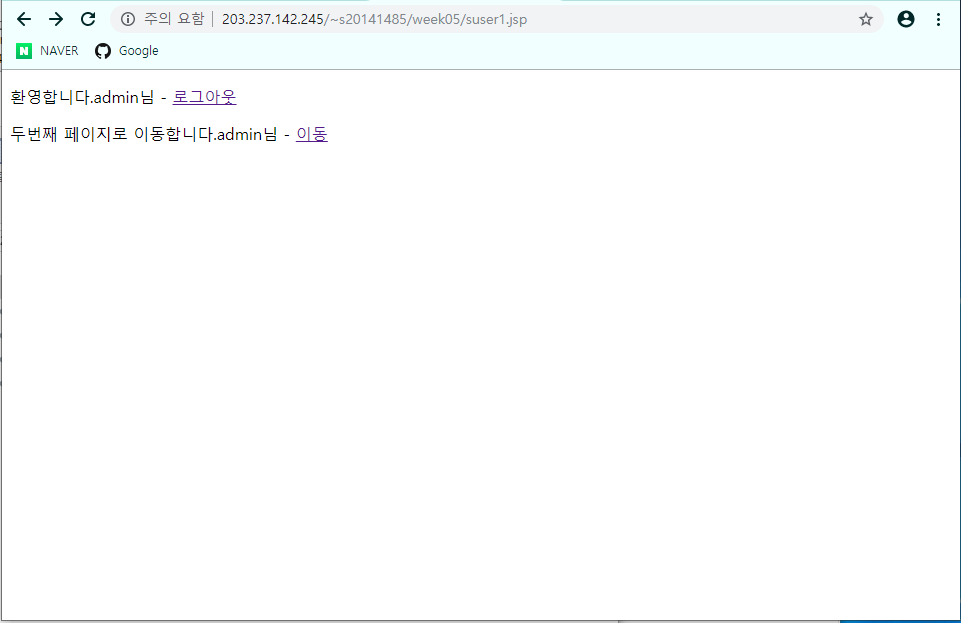 주의 요함 | 203.237.142.245/~s20141485/week05/suser1.jsp
N NAVER Google
환영합니다.admin님 - 로그아웃
두번째 페이지로 이동합니다.admin님 - 이동